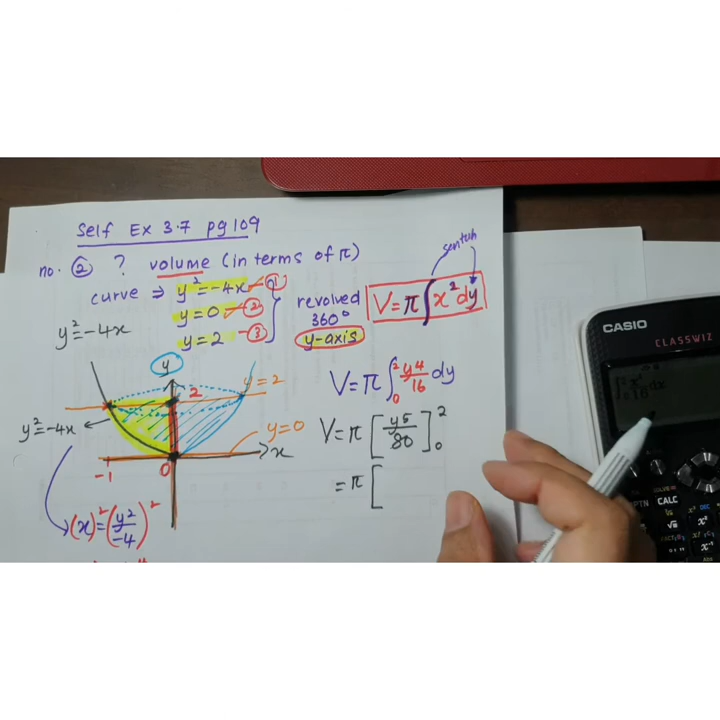 Self Ex 3.7 pg 109
no. ② ? volume (in terms of π)
curve ⇒ y² = -4x — ①
y = 0 — ②
y = 2 — ③
revolved
360°
y-axis
sentuh
V = π∫x² dy
y² = -4x
y
2
y = 2
y² = -4x
y = 0
x
-1
0
(x)² = (y²/-4)²
V = π ∫₀² y4/16 dy
V = π [y5/80]₀²
= π [
CASIO
CLASSWIZ
CALC